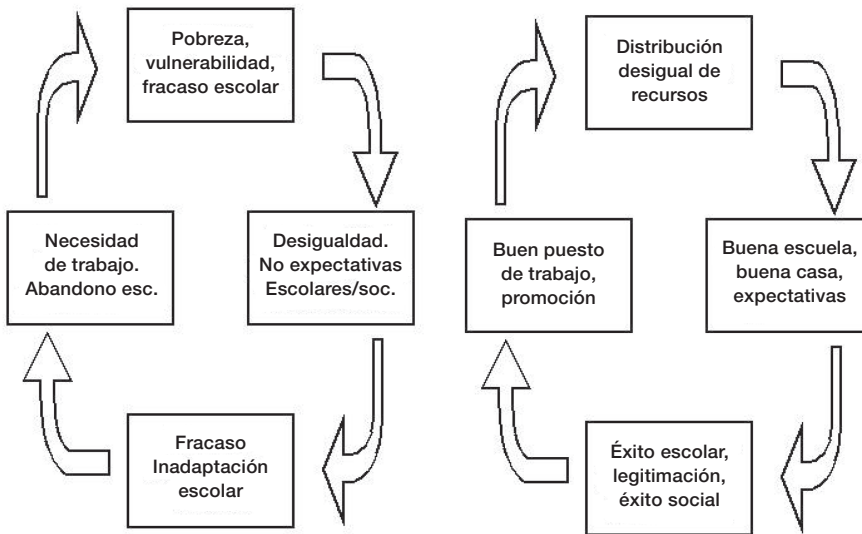 Pobreza,
vulnerabilidad,
fracaso escolar
Desigualdad.
No expectativas
Escolares/soc.
Fracaso
Inadaptación
escolar
Necesidad
de trabajo.
Abandono esc.
Distribución
desigual de
recursos
Buena escuela,
buena casa,
expectativas
Éxito escolar,
legitimación,
éxito social
Buen puesto
de trabajo,
promoción